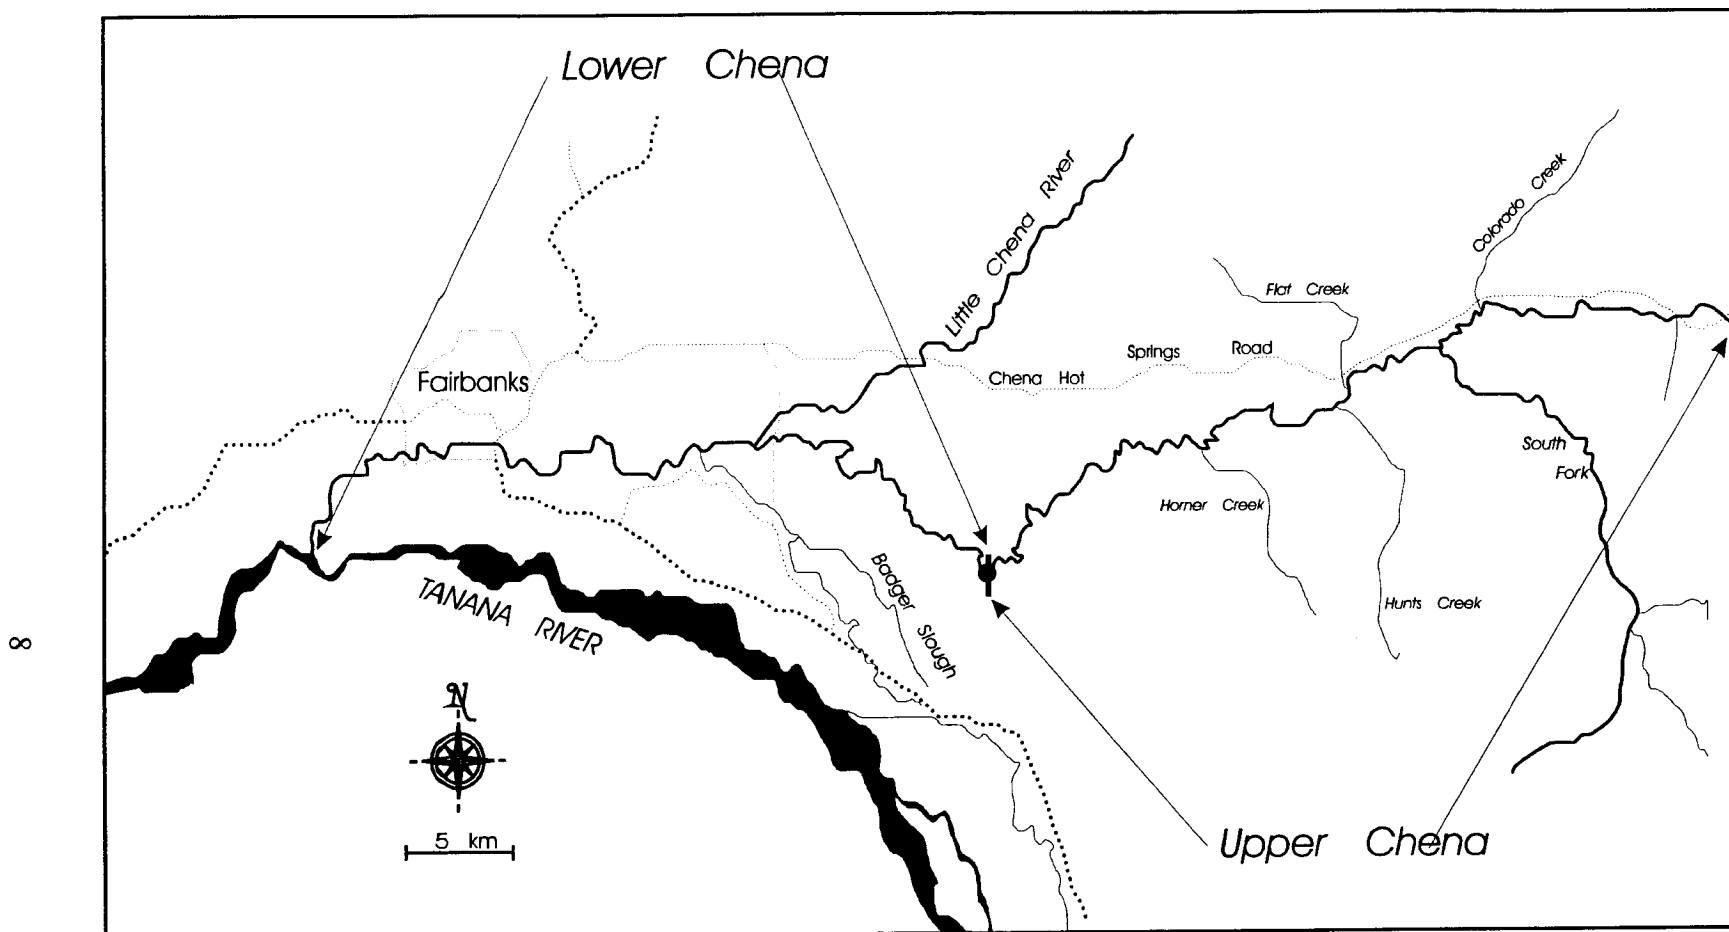 Lower Chena
Little Chena River
Colorado Creek
Flat Creek
Springs Road
Chena Hot
Fairbanks
South
Fork
Horner Creek
Badger Slough
Hunts Creek
TANANA RIVER
8
N
5 km
Upper Chena